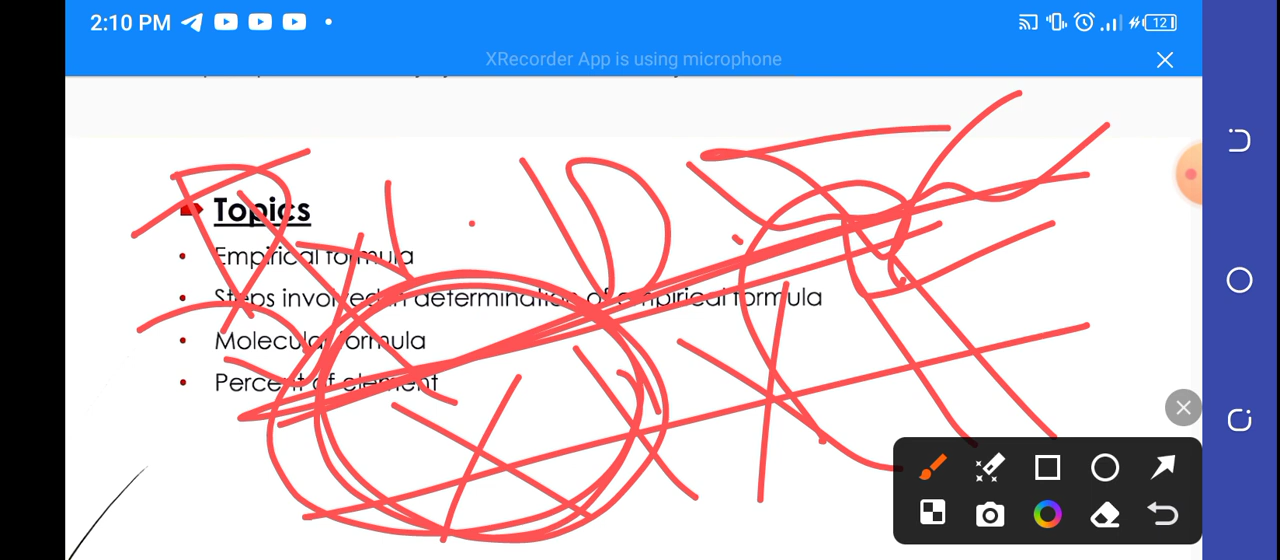 2:10 PM
12
XRecorder App is using microphone
Topics
• Empirical formula
• Steps involved in determination of empirical formula
• Molecular formula
• Percent of element